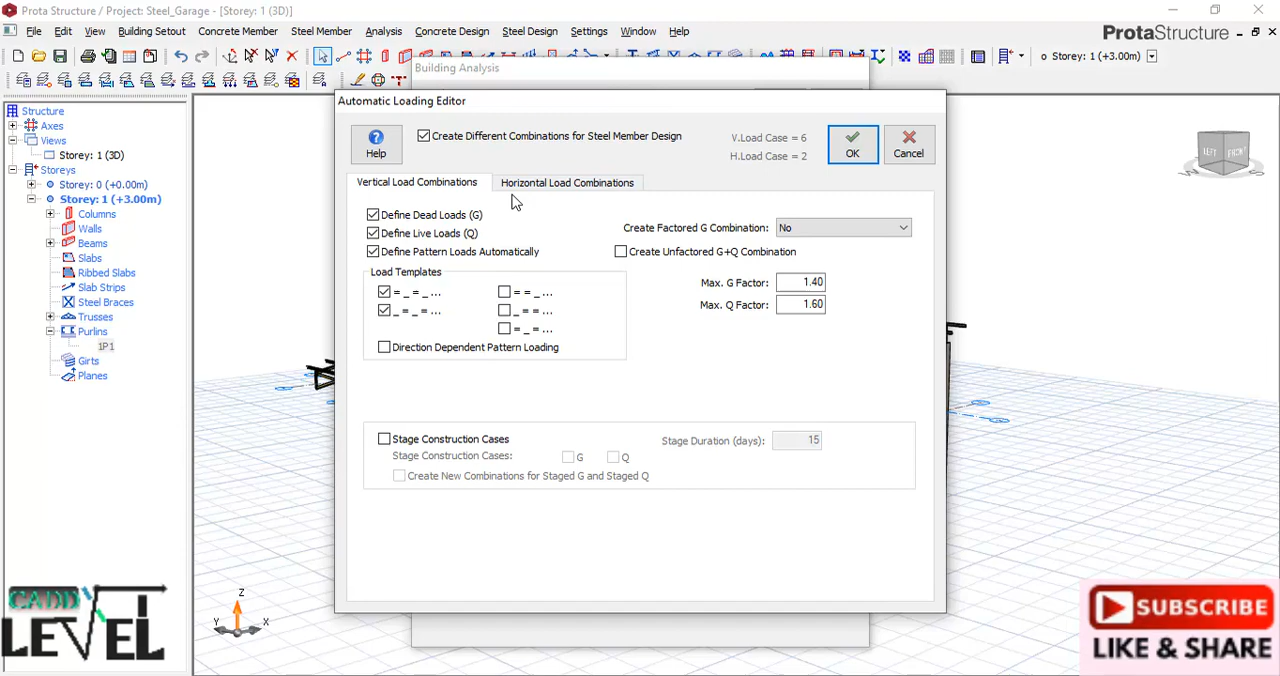 Prota Structure / Project: Steel_Garage - [Storey: 1 (3D)]
File Edit View Building Setout Concrete Member Steel Member Analysis Concrete Design Steel Design Settings Window Help
ProtaStructure
Storey: 1 (+3.00m)
Structure
Axes
Views
Storey: 1 (3D)
Storeys
Storey: 0 (+0.00m)
Storey: 1 (+3.00m)
Columns
Walls
Beams
Slabs
Ribbed Slabs
Slab Strips
Steel Braces
Trusses
Purlins
1P1
Girts
Planes
Building Analysis
Automatic Loading Editor
Help
Create Different Combinations for Steel Member Design
V.Load Case = 6
H.Load Case = 2
OK
Cancel
Vertical Load Combinations
Horizontal Load Combinations
Define Dead Loads (G)
Define Live Loads (Q)
Define Pattern Loads Automatically
Create Factored G Combination: No
Create Unfactored G+Q Combination
Load Templates
= _ = _ ...
_ = _ = ...
= = _ ...
_ = = ...
= _ = ...
Direction Dependent Pattern Loading
Max. G Factor: 1.40
Max. Q Factor: 1.60
Stage Construction Cases
Stage Duration (days): 15
Stage Construction Cases: G Q
Create New Combinations for Staged G and Staged Q
Z
Y X
LEFT FRONT
CADD
LEVEL
SUBSCRIBE
LIKE & SHARE